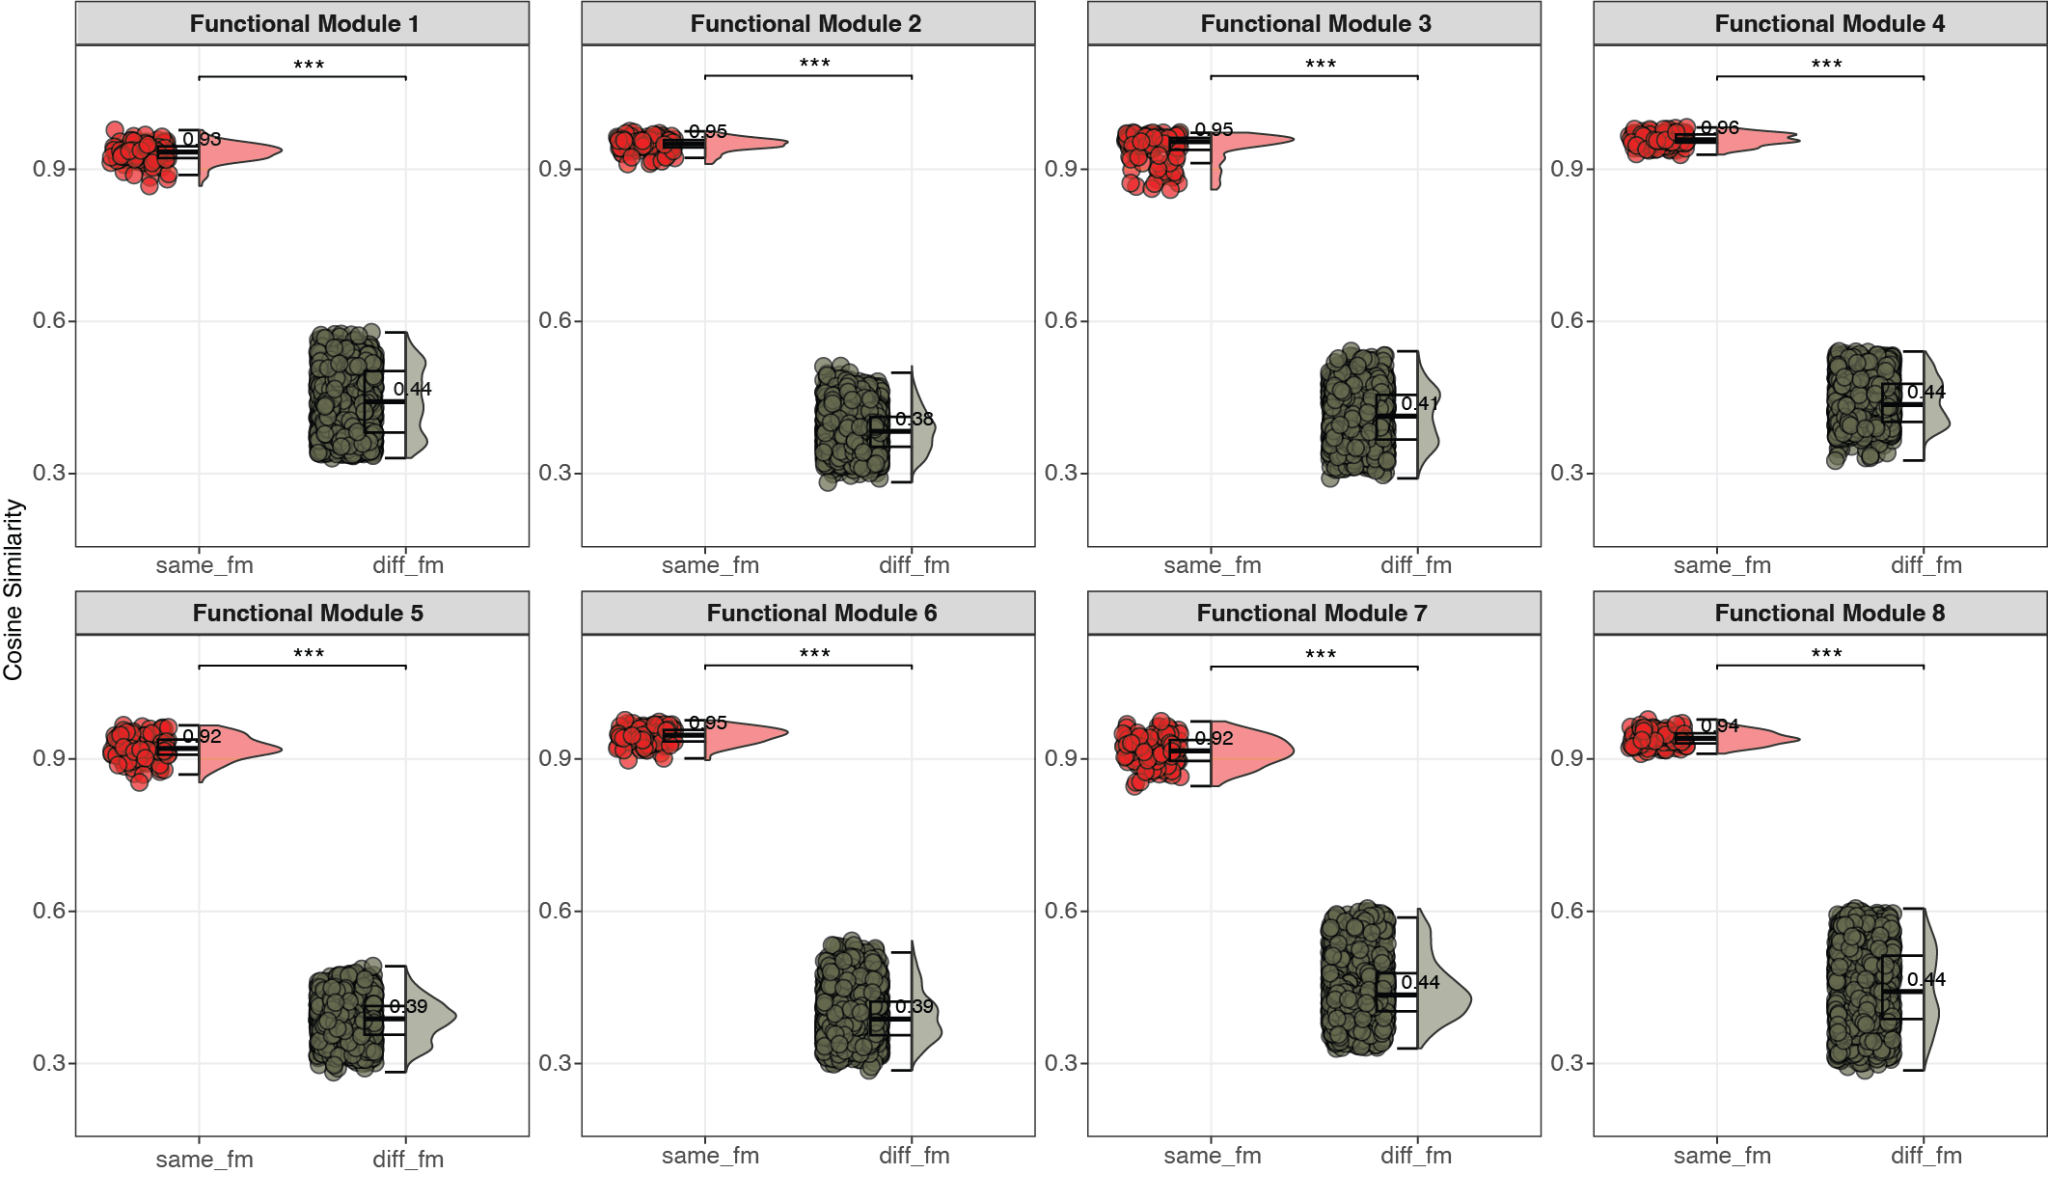 Functional Module 1
Functional Module 2
Functional Module 3
Functional Module 4
***
***
***
***
0.93
0.95
0.95
0.96
0.9
0.9
0.9
0.9
0.6
0.6
0.6
0.6
0.44
0.38
0.41
0.44
0.3
0.3
0.3
0.3
same_fm
diff_fm
same_fm
diff_fm
same_fm
diff_fm
same_fm
diff_fm
Cosine Similarity
Functional Module 5
Functional Module 6
Functional Module 7
Functional Module 8
***
***
***
***
0.92
0.95
0.92
0.94
0.9
0.9
0.9
0.9
0.6
0.6
0.6
0.6
0.39
0.39
0.44
0.44
0.3
0.3
0.3
0.3
same_fm
diff_fm
same_fm
diff_fm
same_fm
diff_fm
same_fm
diff_fm